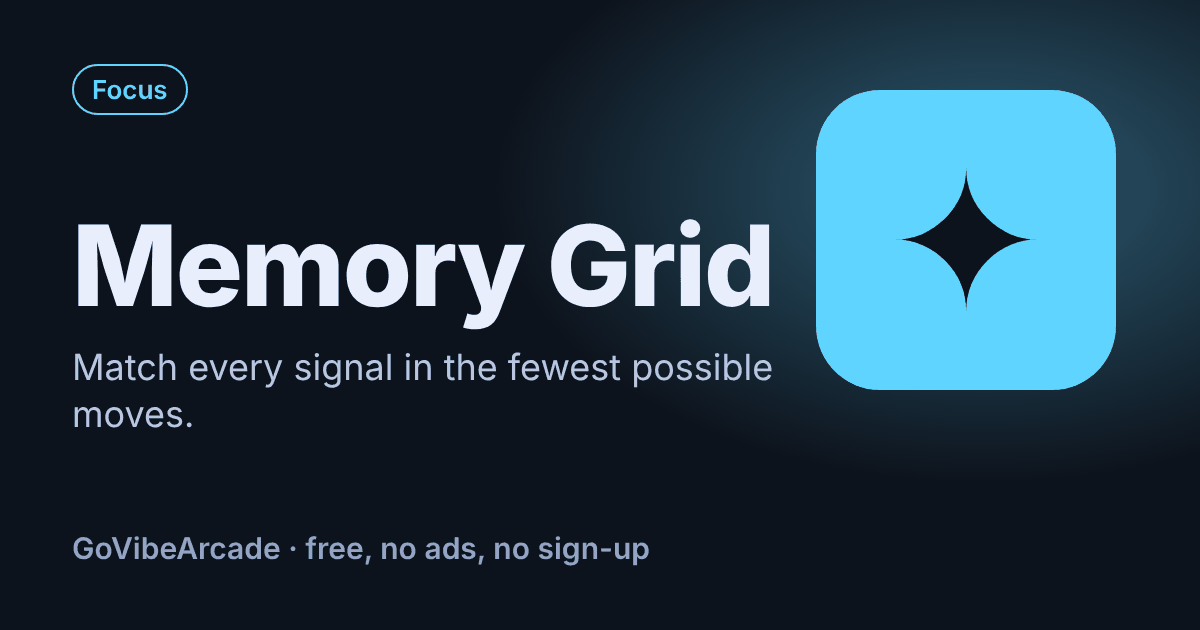 Focus
Memory Grid
Match every signal in the fewest possible
moves.
GoVibeArcade · free, no ads, no sign-up